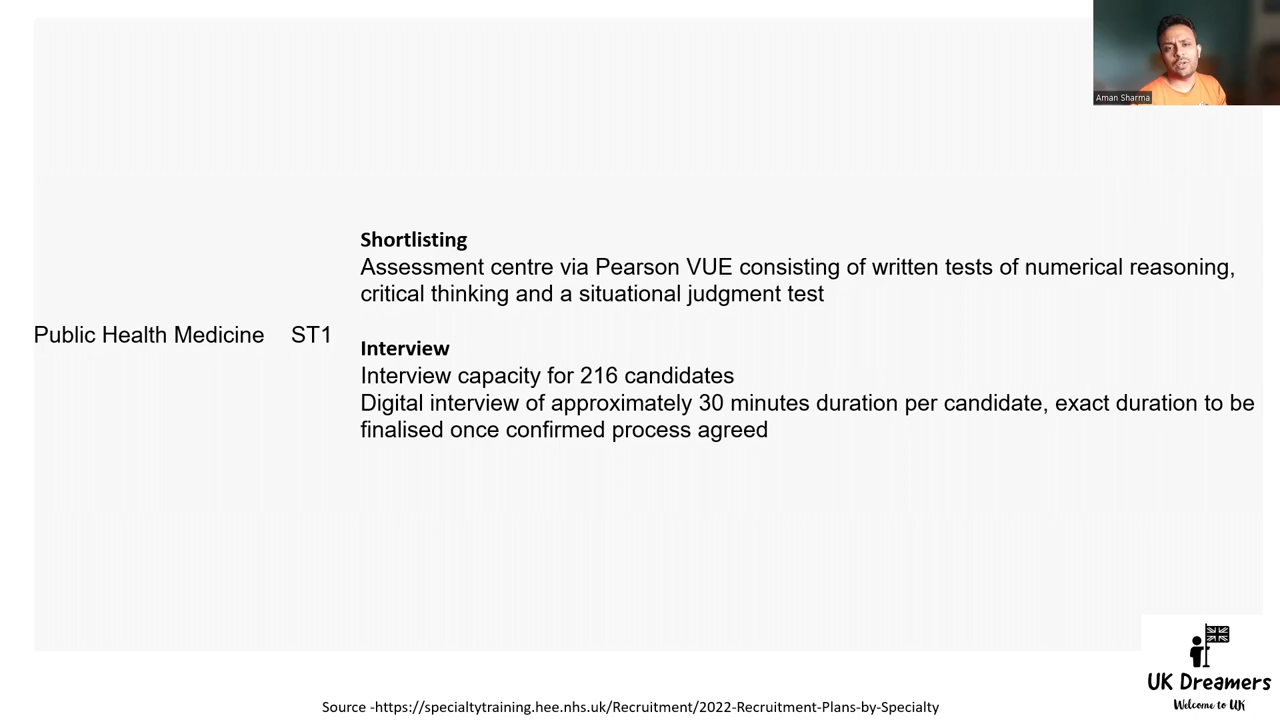 Aman Sharma
Shortlisting
Assessment centre via Pearson VUE consisting of written tests of numerical reasoning,
critical thinking and a situational judgment test
Public Health Medicine ST1
Interview
Interview capacity for 216 candidates
Digital interview of approximately 30 minutes duration per candidate, exact duration to be
finalised once confirmed process agreed
UK Dreamers
Welcome to UK
Source -https://specialtytraining.hee.nhs.uk/Recruitment/2022-Recruitment-Plans-by-Specialty